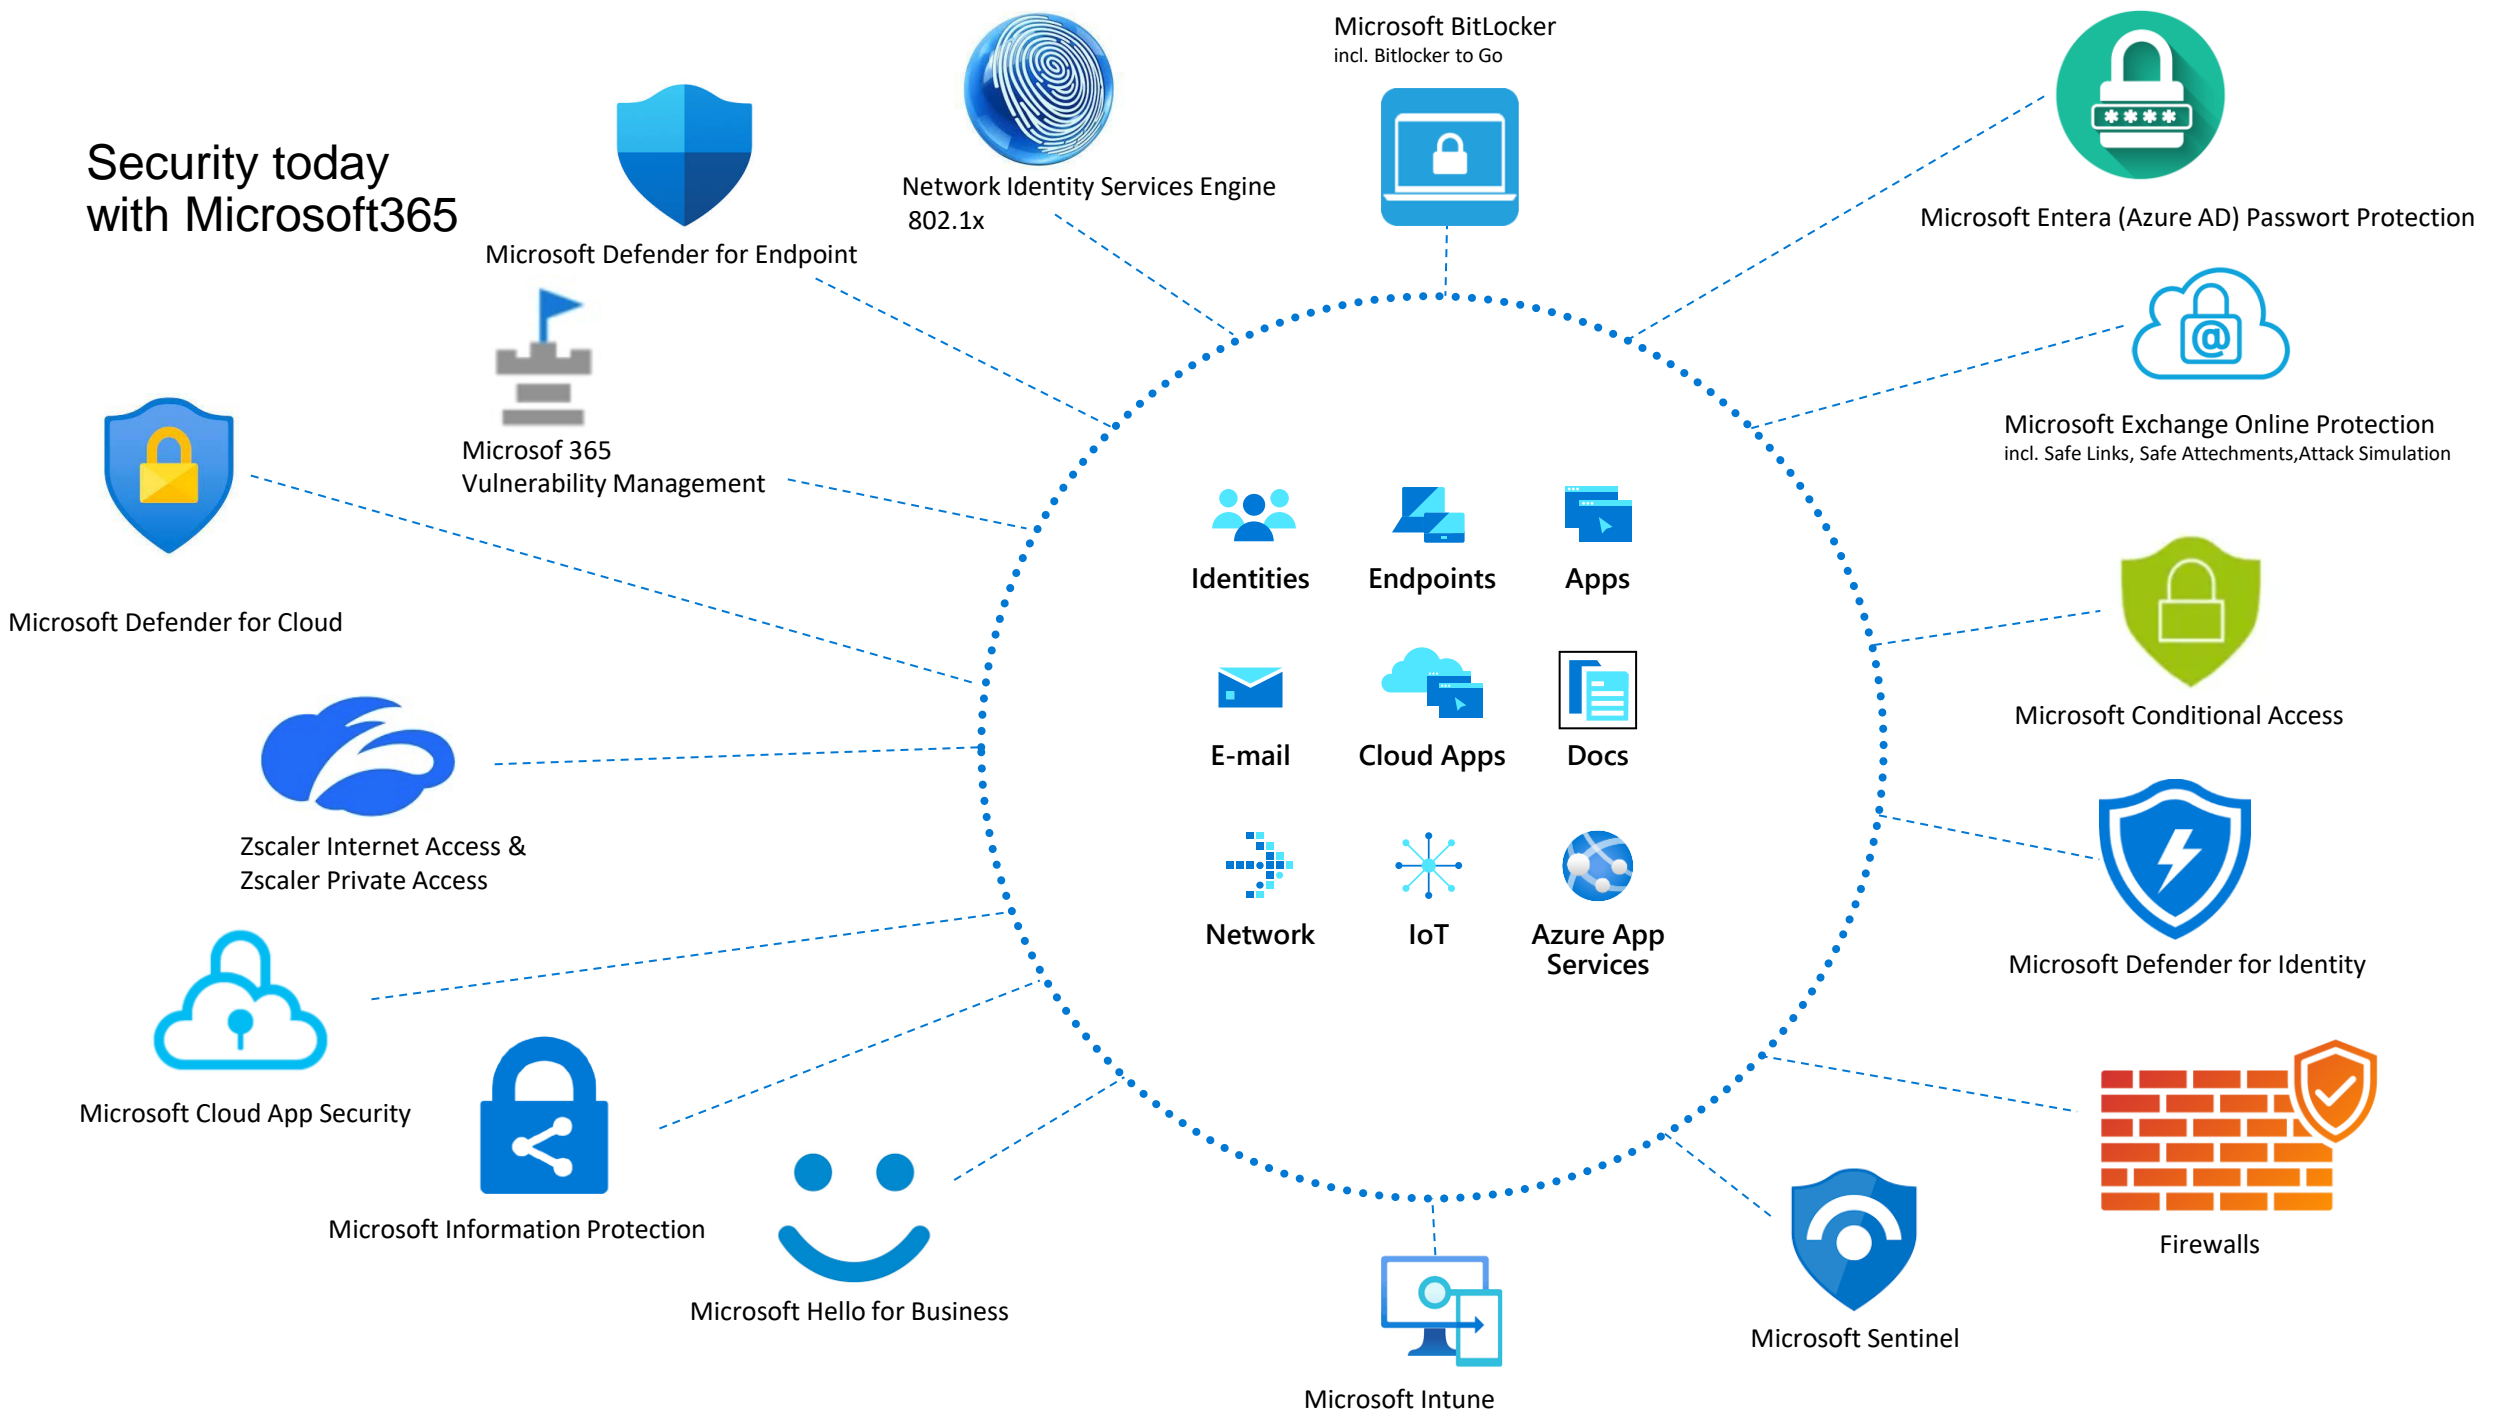 Security today
with Microsoft365
Microsoft Defender for Endpoint
Network Identity Services Engine
802.1x
Microsoft BitLocker
incl. Bitlocker to Go
****
Microsoft Entera (Azure AD) Passwort Protection
@
Microsoft Exchange Online Protection
incl. Safe Links, Safe Attechments,Attack Simulation
Microsof 365
Vulnerability Management
Microsoft Defender for Cloud
Identities
Endpoints
Apps
Microsoft Conditional Access
E-mail
Cloud Apps
Docs
Zscaler Internet Access &
Zscaler Private Access
Network
IoT
Azure App
Services
Microsoft Defender for Identity
Microsoft Cloud App Security
Microsoft Information Protection
Microsoft Hello for Business
Firewalls
Microsoft Sentinel
Microsoft Intune